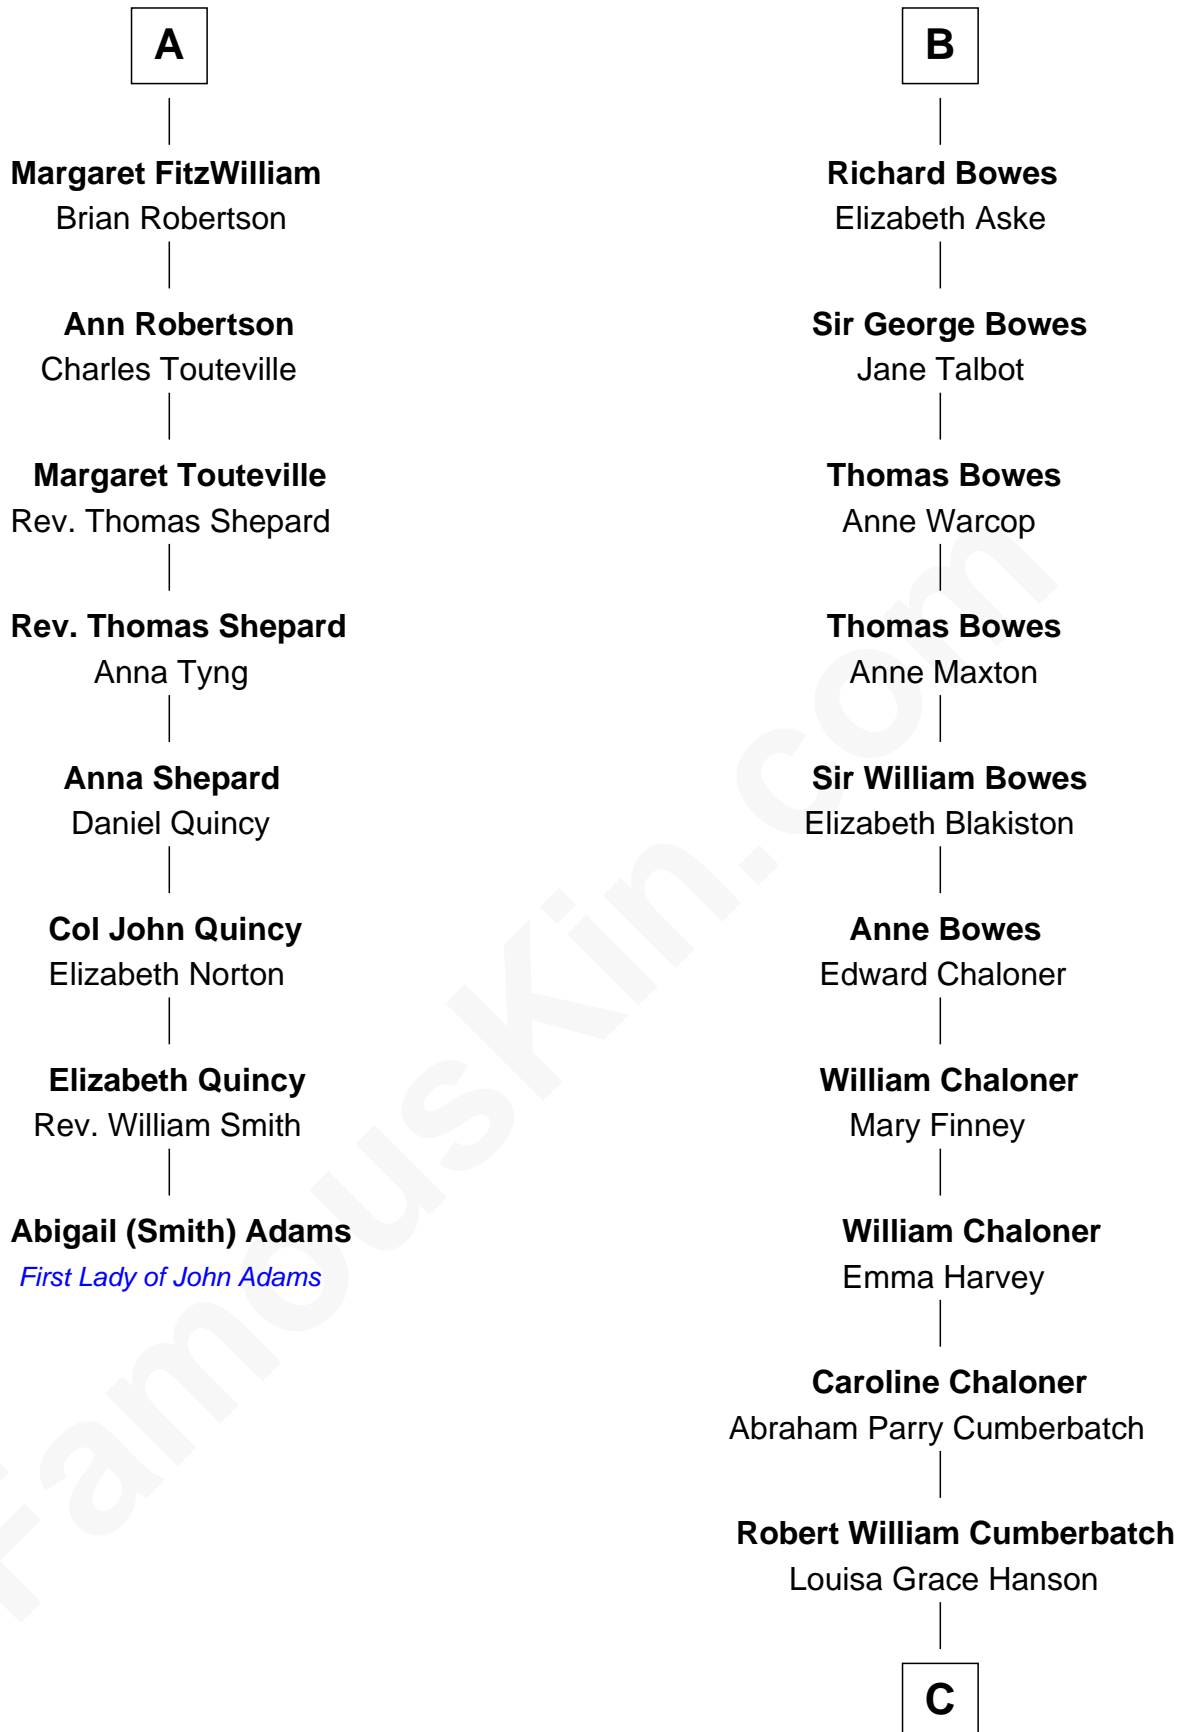 A
Margaret FitzWilliam
Brian Robertson
Ann Robertson
Charles Touteville
Margaret Touteville
Rev. Thomas Shepard
Rev. Thomas Shepard
Anna Tyng
Anna Shepard
Daniel Quincy
Col John Quincy
Elizabeth Norton
Elizabeth Quincy
Rev. William Smith
Abigail (Smith) Adams
First Lady of John Adams
B
Richard Bowes
Elizabeth Aske
Sir George Bowes
Jane Talbot
Thomas Bowes
Anne Warcop
Thomas Bowes
Anne Maxton
Sir William Bowes
Elizabeth Blakiston
Anne Bowes
Edward Chaloner
William Chaloner
Mary Finney
William Chaloner
Emma Harvey
Caroline Chaloner
Abraham Parry Cumberbatch
Robert William Cumberbatch
Louisa Grace Hanson
C
FamousKin.com